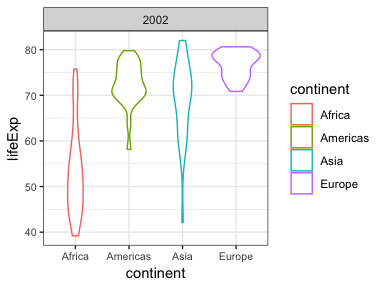 2002
lifeExp
80
70
60
50
40
Africa Americas Asia Europe
continent
continent
Africa
Americas
Asia
Europe